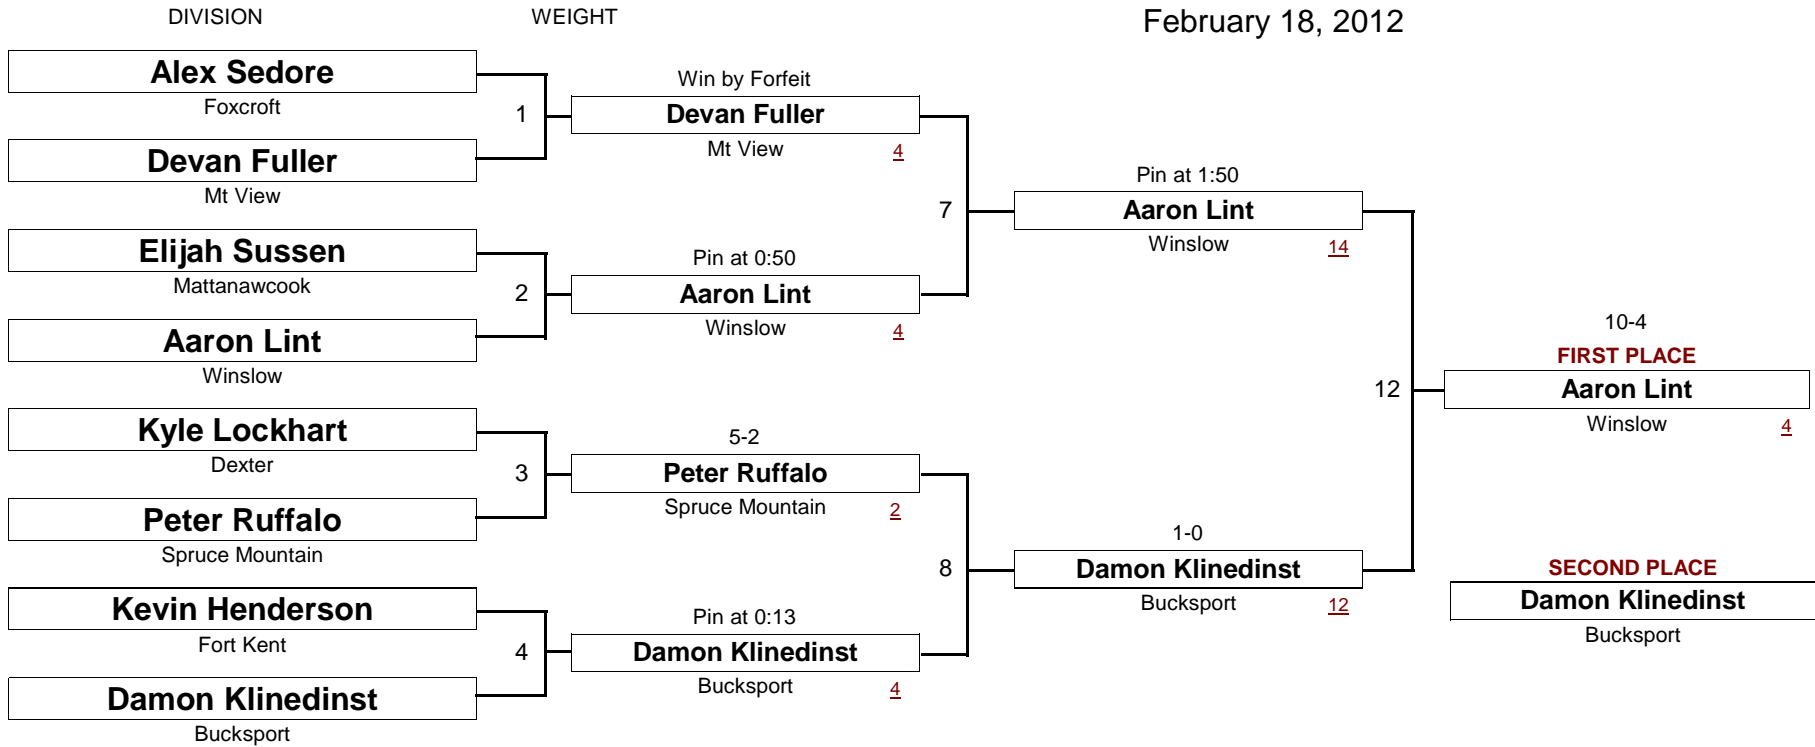 DIVISION
WEIGHT
February 18, 2012
Alex Sedore
Foxcroft
1
Devan Fuller
Mt View
Win by Forfeit
Devan Fuller
Mt View
4
Elijah Sussen
Mattanawcook
2
Aaron Lint
Winslow
Pin at 0:50
Aaron Lint
Winslow
4
7
Pin at 1:50
Aaron Lint
Winslow
14
Kyle Lockhart
Dexter
3
Peter Ruffalo
Spruce Mountain
5-2
Peter Ruffalo
Spruce Mountain
2
Kevin Henderson
Fort Kent
4
Damon Klinedinst
Bucksport
Pin at 0:13
Damon Klinedinst
Bucksport
4
8
1-0
Damon Klinedinst
Bucksport
12
12
10-4
FIRST PLACE
Aaron Lint
Winslow
4
SECOND PLACE
Damon Klinedinst
Bucksport